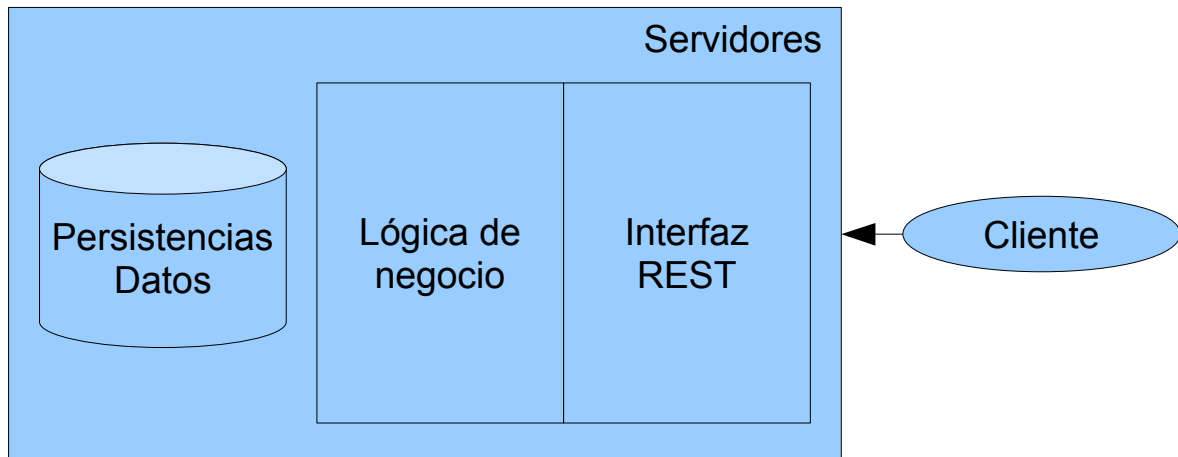 Servidores
Persistencias
Datos
Lógica de
negocio
Interfaz
REST
Cliente